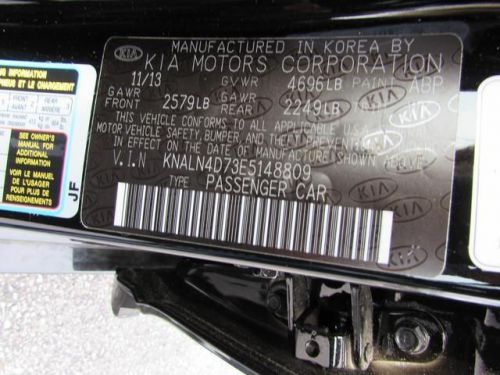 MANUFACTURED IN KOREA BY
KIA MOTORS CORPORATION
11/13 GVWR 4696LB PAINT ABP
GAWR FRONT 2579LB GAWR REAR 2249LB
THIS VEHICLE CONFORMS TO ALL APPLICABLE U.S. FEDERAL
MOTOR VEHICLE SAFETY, BUMPER, AND THEFT PREVENTION STANDARDS
IN EFFECT ON THE DATE OF MANUFACTURE SHOWN ABOVE.
V.I.N KNALN4D73E5148809
TYPE: PASSENGER CAR
KIA
SEE OWNER'S
MANUAL FOR
ADDITIONAL
INFORMATION
VOIR LE MANUEL
DE L'USAGER
POUR PLUS DE
RENSEIGNEMENTS
JF